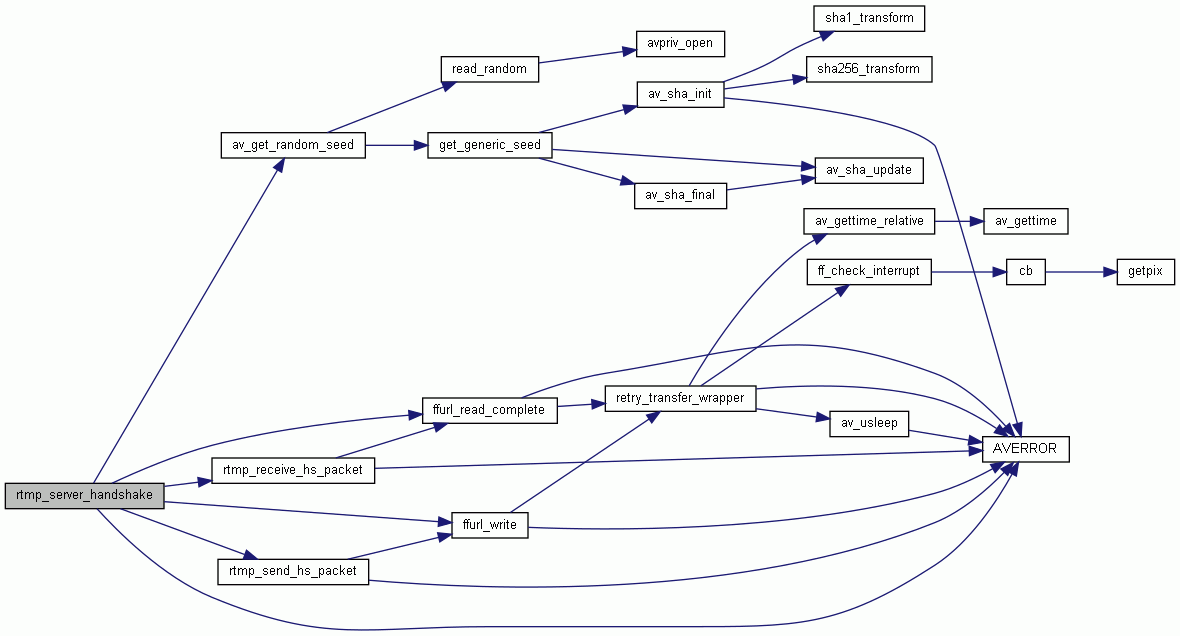 sha1_transform
avpriv_open
read_random
sha256_transform
av_sha_init
av_get_random_seed
get_generic_seed
av_sha_update
av_sha_final
av_gettime_relative
av_gettime
ff_check_interrupt
cb
getpix
retry_transfer_wrapper
ffurl_read_complete
av_usleep
AVERROR
rtmp_receive_hs_packet
rtmp_server_handshake
ffurl_write
rtmp_send_hs_packet